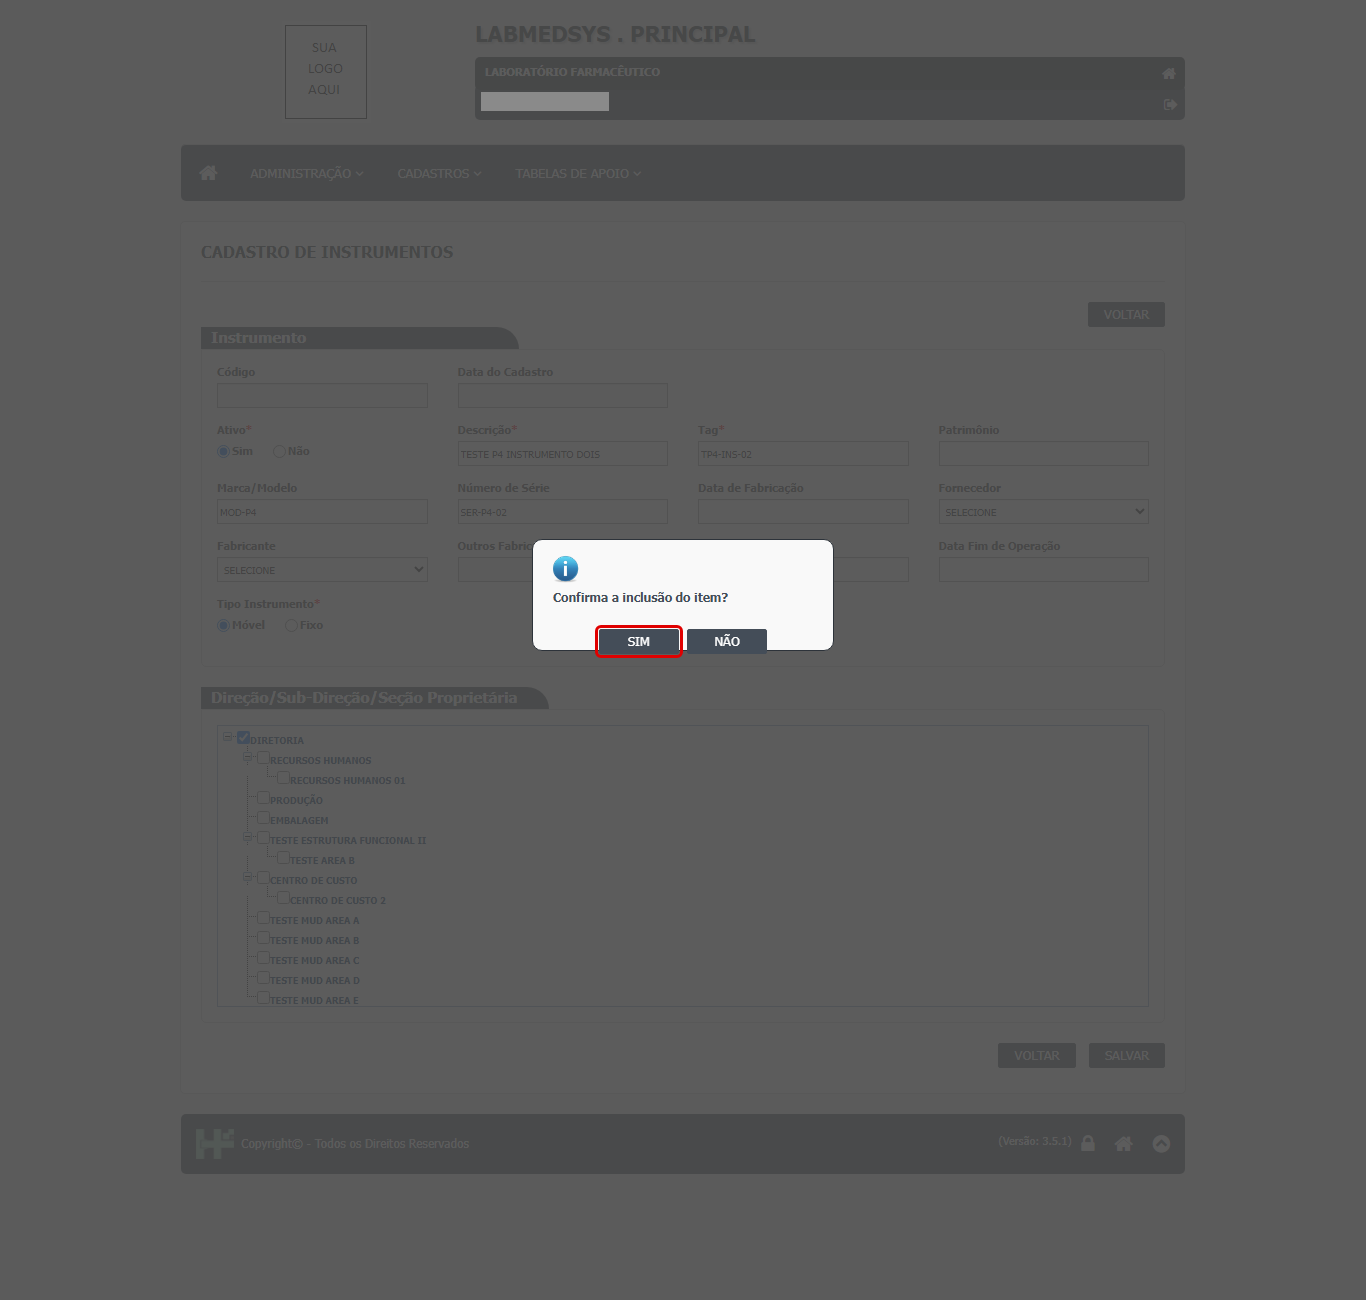 SUA
LOGO
AQUI
LABMEDSYS . PRINCIPAL
LABORATÓRIO FARMACÊUTICO
ADMINISTRAÇÃO
CADASTROS
TABELAS DE APOIO
CADASTRO DE INSTRUMENTOS
VOLTAR
Instrumento
Código
Data do Cadastro
Ativo*
Descrição*
Tag*
Patrimônio
Sim
Não
TESTE P4 INSTRUMENTO DOIS
TP4-INS-02
Marca/Modelo
Número de Série
Data de Fabricação
Fornecedor
MOD-P4
SER-P4-02
SELECIONE
Fabricante
Outros Fabric
Data Fim de Operação
SELECIONE
Confirma a inclusão do item?
SIM
NÃO
Tipo Instrumento*
Móvel
Fixo
Direção/Sub-Direção/Seção Proprietária
DIRETORIA
RECURSOS HUMANOS
RECURSOS HUMANOS 01
PRODUÇÃO
EMBALAGEM
TESTE ESTRUTURA FUNCIONAL II
TESTE AREA B
CENTRO DE CUSTO
CENTRO DE CUSTO 2
TESTE MUD AREA A
TESTE MUD AREA B
TESTE MUD AREA C
TESTE MUD AREA D
TESTE MUD AREA E
VOLTAR
SALVAR
Copyright© - Todos os Direitos Reservados
(Versão: 3.5.1)